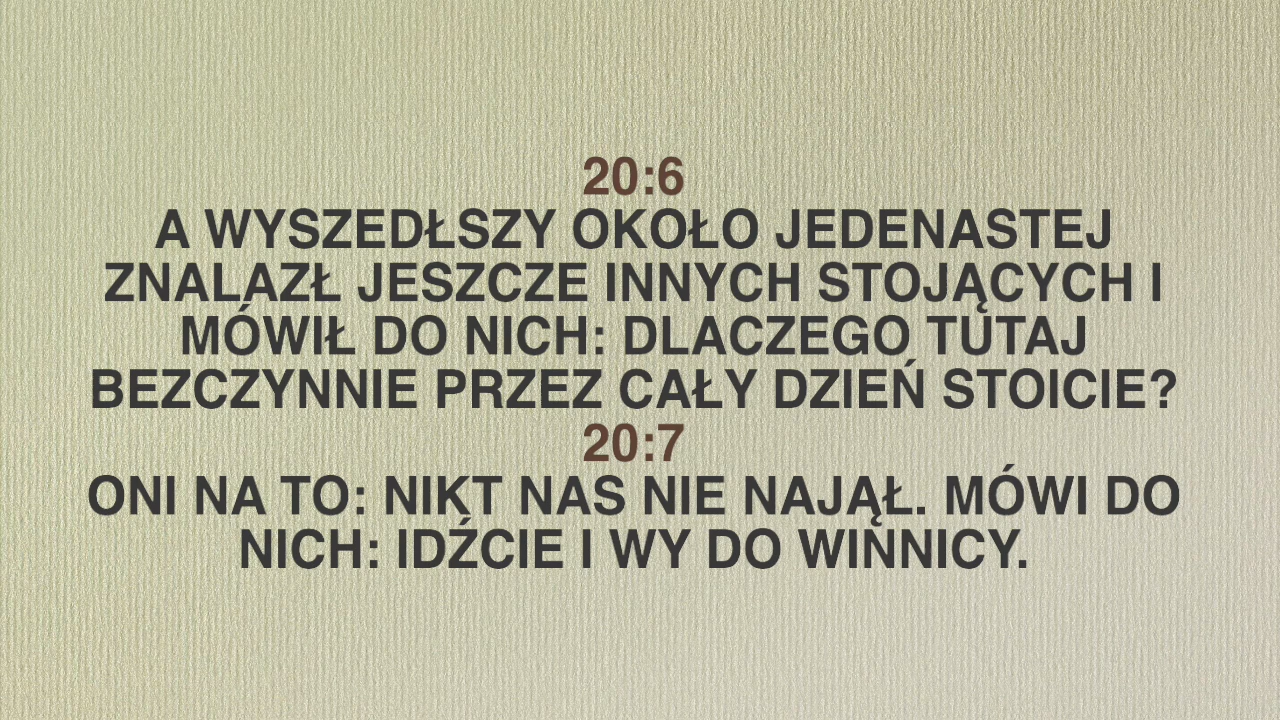 20:6
A WYSZEDŁSZY OKOŁO JEDENASTEJ
ZNALAZŁ JESZCZE INNYCH STOJĄCYCH I
MÓWIŁ DO NICH: DLACZEGO TUTAJ
BEZCZYNNIE PRZEZ CAŁY DZIEŃ STOICIE?
20:7
ONI NA TO: NIKT NAS NIE NAJĄŁ. MÓWI DO
NICH: IDŹCIE I WY DO WINNICY.